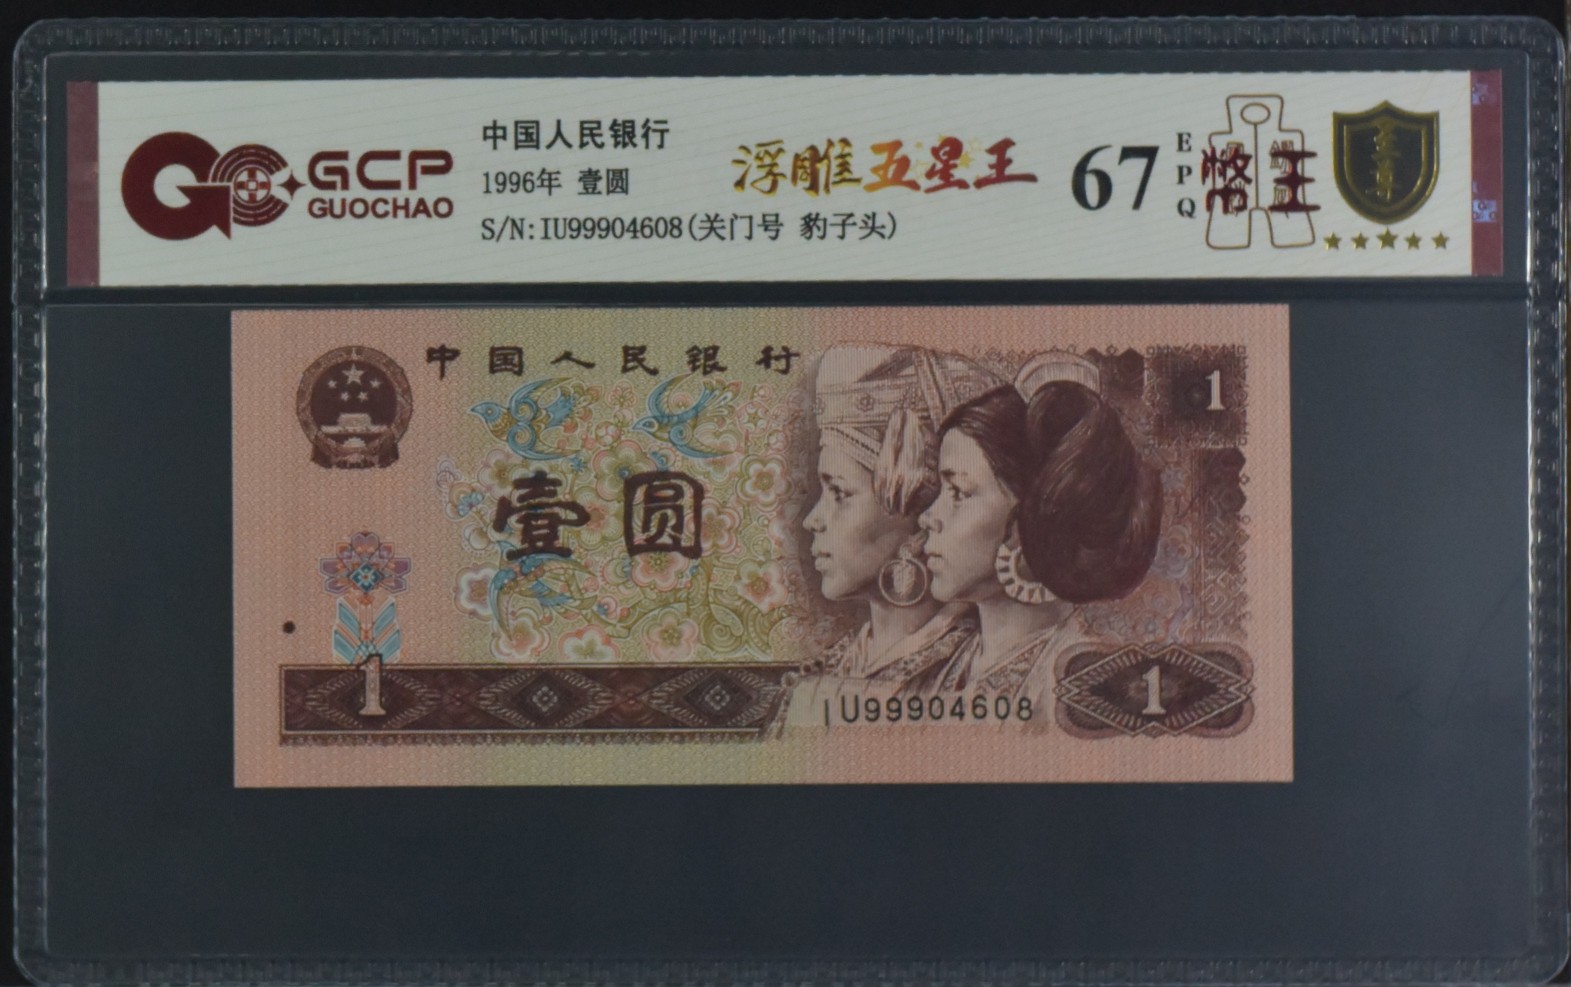 GCP
GUOCHAO
中国人民银行
1996年 壹圆
S/N:IU99904608(关门号 豹子头)
浮雕五星王
67
EPQ
中国人民银行
1
壹圆
1
IU99904608
1